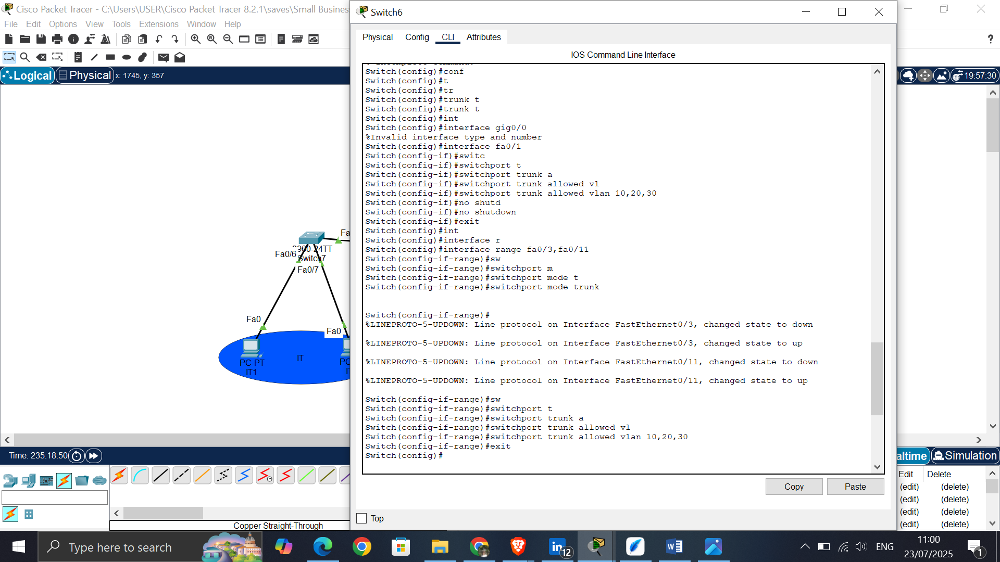 Cisco Packet Tracer - C:\Users\USER\Cisco Packet Tracer 8.2.1\saves\Small Business
File Edit Options View Tools Extensions Window Help
Logical Physical x: 1745, y: 357
19:57:30
Switch6
Physical Config CLI Attributes
IOS Command Line Interface
Switch(config)#conf
Switch(config)#t
Switch(config)#tr
Switch(config)#trunk t
Switch(config)#trunk t
Switch(config)#int
Switch(config)#interface gig0/0
%Invalid interface type and number
Switch(config)#interface fa0/1
Switch(config-if)#switc
Switch(config-if)#switchport t
Switch(config-if)#switchport trunk a
Switch(config-if)#switchport trunk allowed vl
Switch(config-if)#switchport trunk allowed vlan 10,20,30
Switch(config-if)#no shutd
Switch(config-if)#no shutdown
Switch(config-if)#exit
Switch(config)#int
Switch(config)#interface r
Switch(config)#interface range fa0/3,fa0/11
Switch(config-if-range)#sw
Switch(config-if-range)#switchport m
Switch(config-if-range)#switchport mode t
Switch(config-if-range)#switchport mode trunk
Switch(config-if-range)#
%LINEPROTO-5-UPDOWN: Line protocol on Interface FastEthernet0/3, changed state to down
%LINEPROTO-5-UPDOWN: Line protocol on Interface FastEthernet0/3, changed state to up
%LINEPROTO-5-UPDOWN: Line protocol on Interface FastEthernet0/11, changed state to down
%LINEPROTO-5-UPDOWN: Line protocol on Interface FastEthernet0/11, changed state to up
Switch(config-if-range)#sw
Switch(config-if-range)#switchport t
Switch(config-if-range)#switchport trunk a
Switch(config-if-range)#switchport trunk allowed vl
Switch(config-if-range)#switchport trunk allowed vlan 10,20,30
Switch(config-if-range)#exit
Switch(config)#
Copy Paste
Top
Fa
2960-24TT
Fa0/6 Switch7
Fa0/7
Fa0
Fa0
PC-PT IT PC
IT1
Time: 235:18:50
Copper Straight-Through
altime Simulation
Edit Delete
(edit) (delete)
(edit) (delete)
(edit) (delete)
(edit) (delete)
Type here to search
12
ENG
11:00
23/07/2025
1